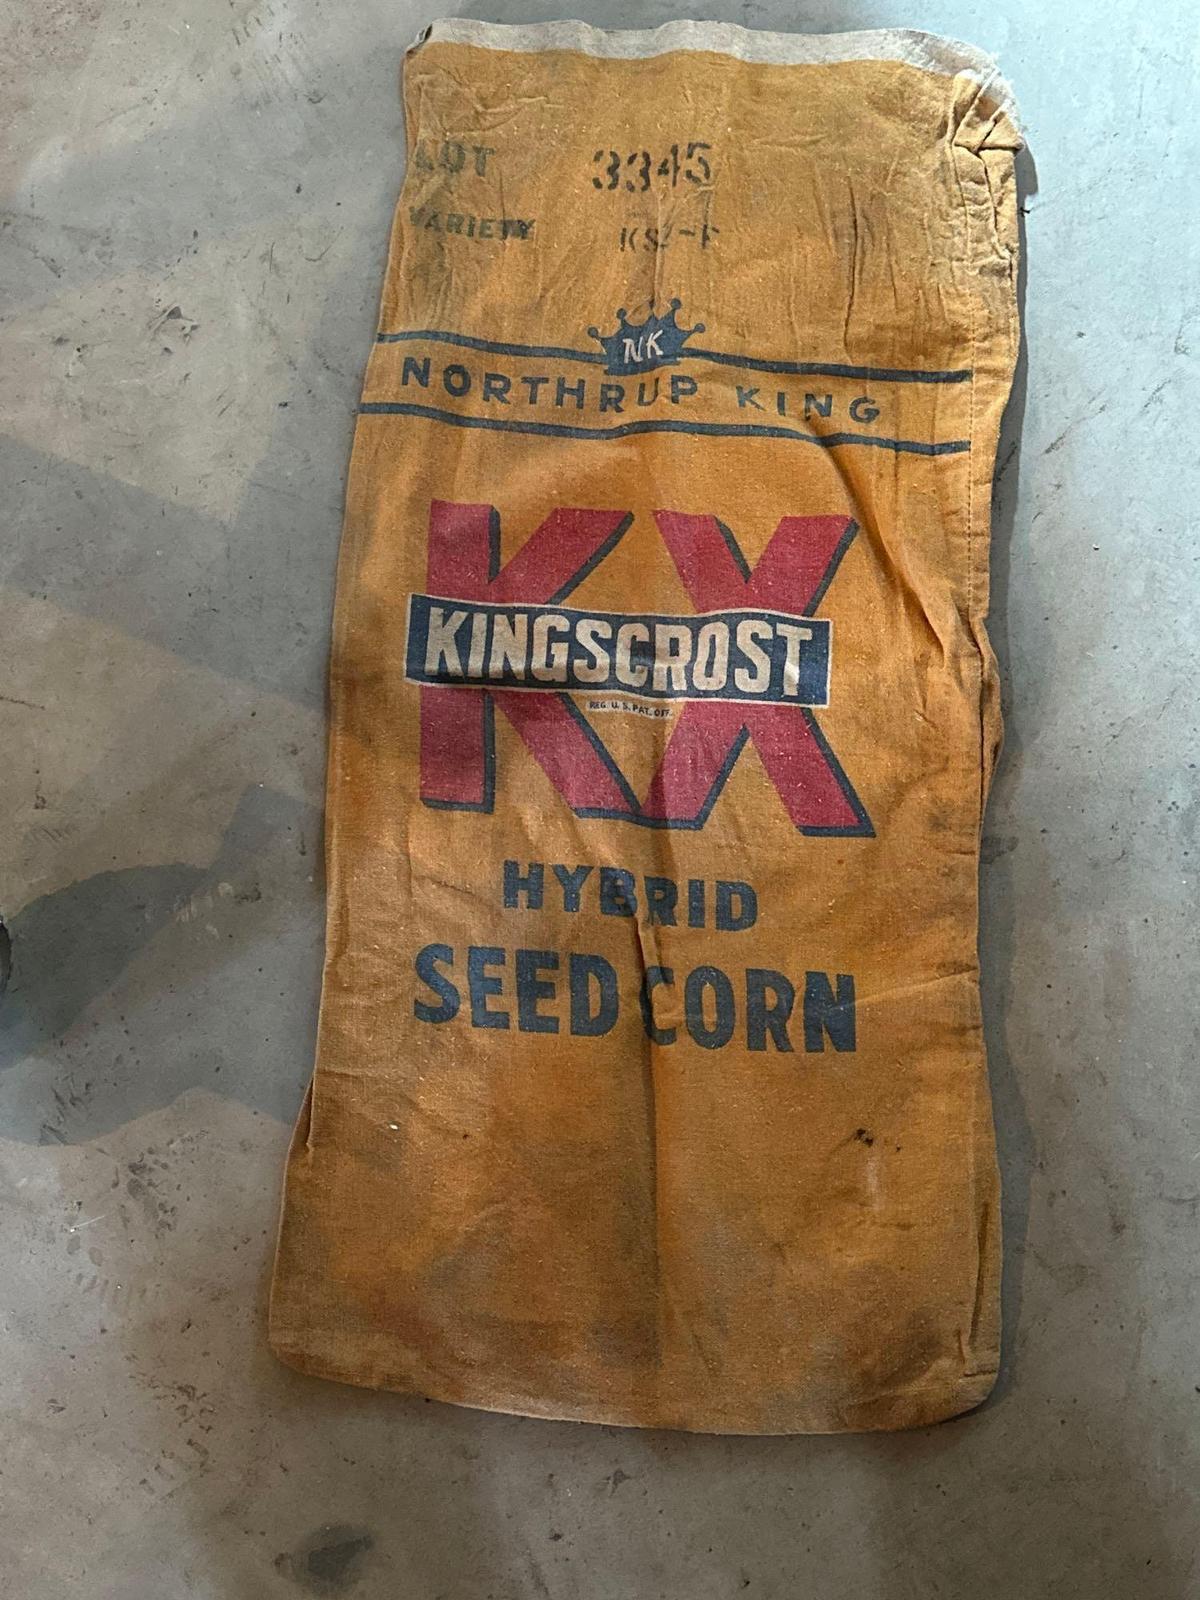 LOT 3345
VARIETY
NK
NORTHRUP KING
KX
KINGSCROST
REG. U. S. PAT. OFF.
HYBRID
SEED CORN